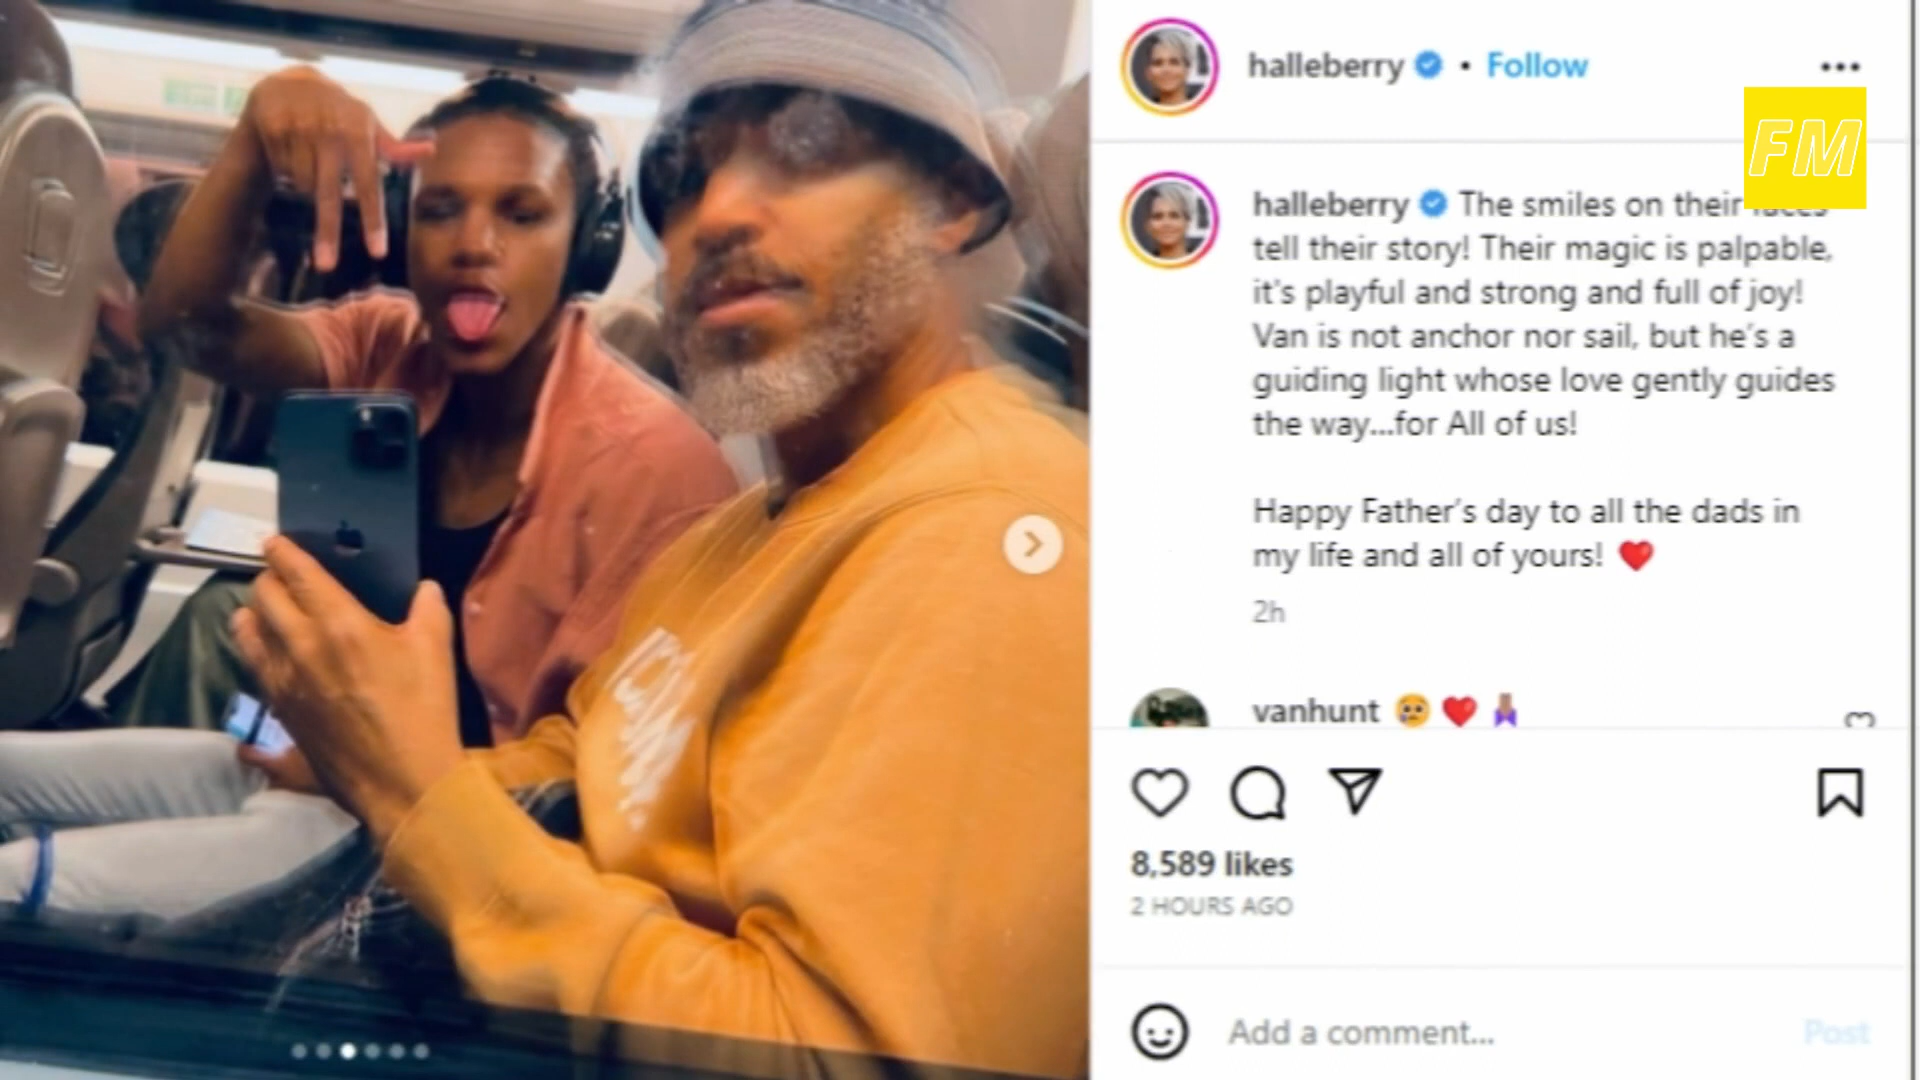 halleberry • Follow
FM
halleberry The smiles on their faces
tell their story! Their magic is palpable,
it's playful and strong and full of joy!
Van is not anchor nor sail, but he's a
guiding light whose love gently guides
the way...for All of us!
Happy Father's day to all the dads in
my life and all of yours! ❤️
2h
vanhunt
8,589 likes
2 HOURS AGO
Add a comment...
Post